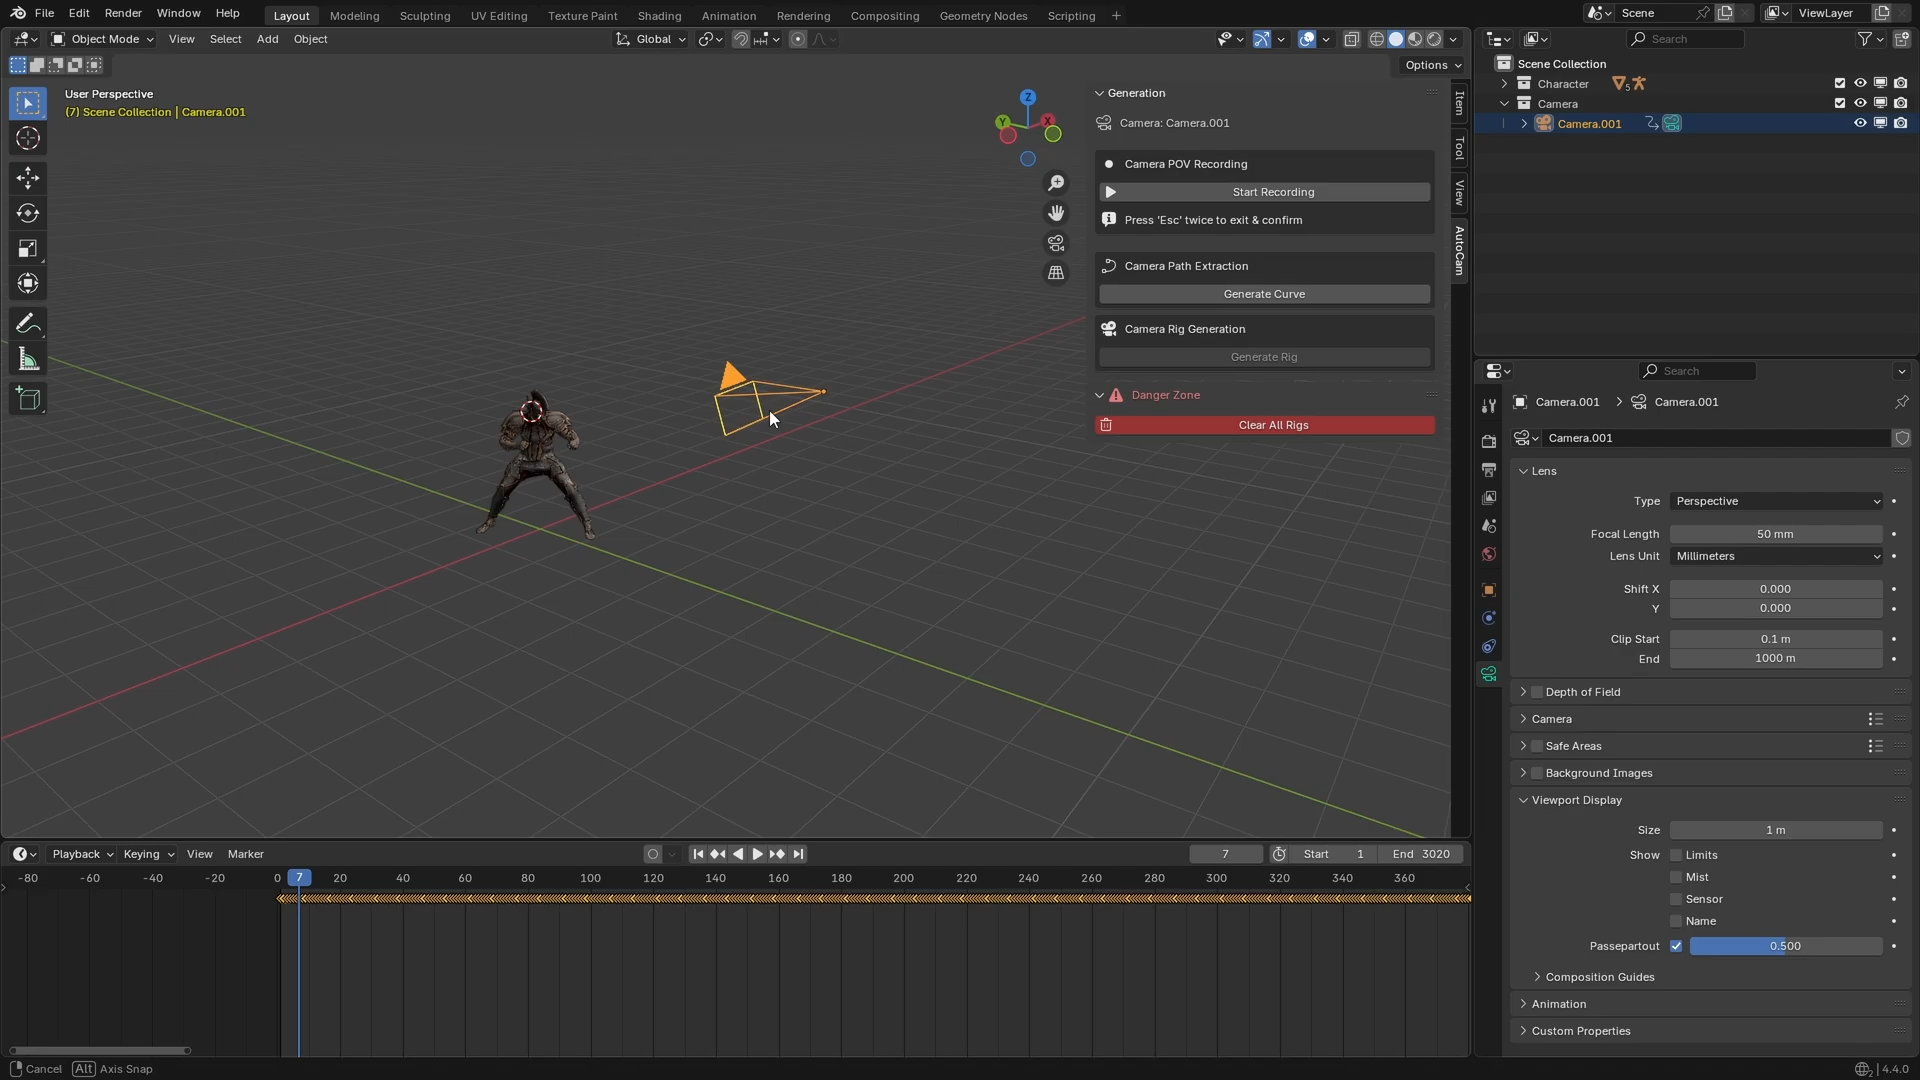 File Edit Render Window Help Layout Modeling Sculpting UV Editing Texture Paint Shading Animation Rendering Compositing Geometry Nodes Scripting + Scene ViewLayer
Object Mode View Select Add Object Global Search
Options
User Perspective
(7) Scene Collection | Camera.001
Z
Y
X
Generation
Camera: Camera.001
Camera POV Recording
Start Recording
Press 'Esc' twice to exit & confirm
Camera Path Extraction
Generate Curve
Camera Rig Generation
Generate Rig
Danger Zone
Clear All Rigs
Item
Tool
View
AutoCam
Scene Collection
Character 5
Camera
Camera.001
Search
Camera.001 > Camera.001
Camera.001
Lens
Type Perspective
Focal Length 50 mm
Lens Unit Millimeters
Shift X 0.000
Y 0.000
Clip Start 0.1 m
End 1000 m
Depth of Field
Camera
Safe Areas
Background Images
Viewport Display
Size 1 m
Show Limits
Mist
Sensor
Name
Passepartout 0.500
Composition Guides
Animation
Custom Properties
Playback Keying View Marker 7 Start 1 End 3020
-80 -60 -40 -20 0 7 20 40 60 80 100 120 140 160 180 200 220 240 260 280 300 320 340 360
Cancel Alt Axis Snap
4.4.0